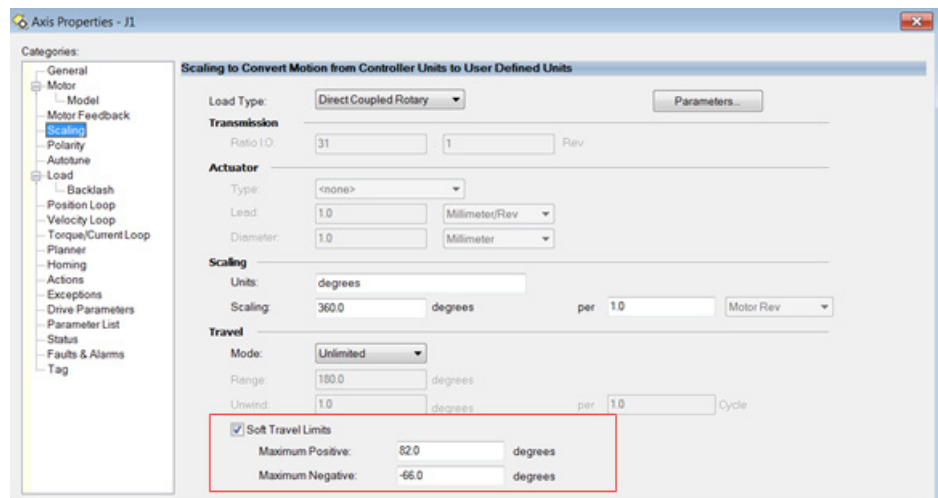 Axis Properties - J1
Categories:
General
Motor
Model
Motor Feedback
Scaling
Polarity
Autotune
Load
Backlash
Position Loop
Velocity Loop
Torque/Current Loop
Planner
Homing
Actions
Exceptions
Drive Parameters
Parameter List
Status
Faults & Alarms
Tag
Scaling to Convert Motion from Controller Units to User Defined Units
Load Type: Direct Coupled Rotary Parameters...
Transmission
Ratio I:O: 31 : 1 Rev
Actuator
Type: <none>
Lead: 1.0 Millimeter/Rev
Diameter: 1.0 Millimeter
Scaling
Units: degrees
Scaling: 360.0 degrees per 1.0 Motor Rev
Travel
Mode: Unlimited
Range: 180.0 degrees
Unwind: 1.0 degrees per 1.0 Cycle
Soft Travel Limits
Maximum Positive: 82.0 degrees
Maximum Negative: -66.0 degrees